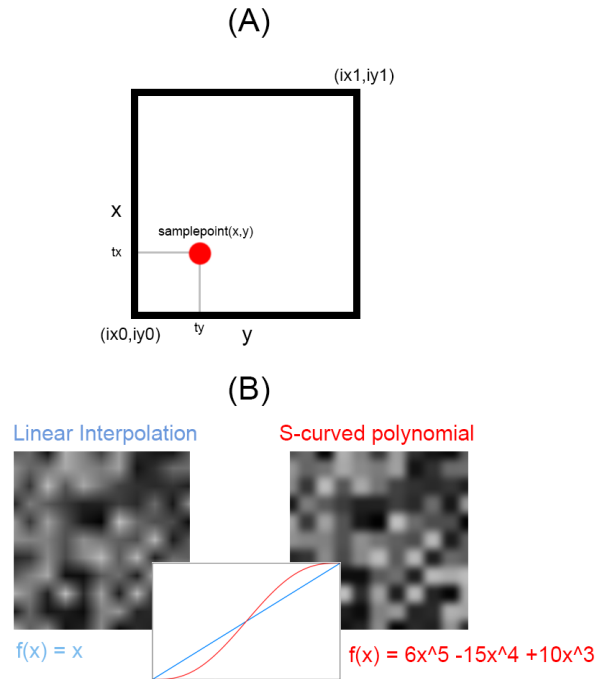 (A)
(ix1,iy1)
x
samplepoint(x,y)
tx
(ix0,iy0)
ty
y
(B)
Linear Interpolation
S-curved polynomial
f(x) = x
f(x) = 6x^5 -15x^4 +10x^3